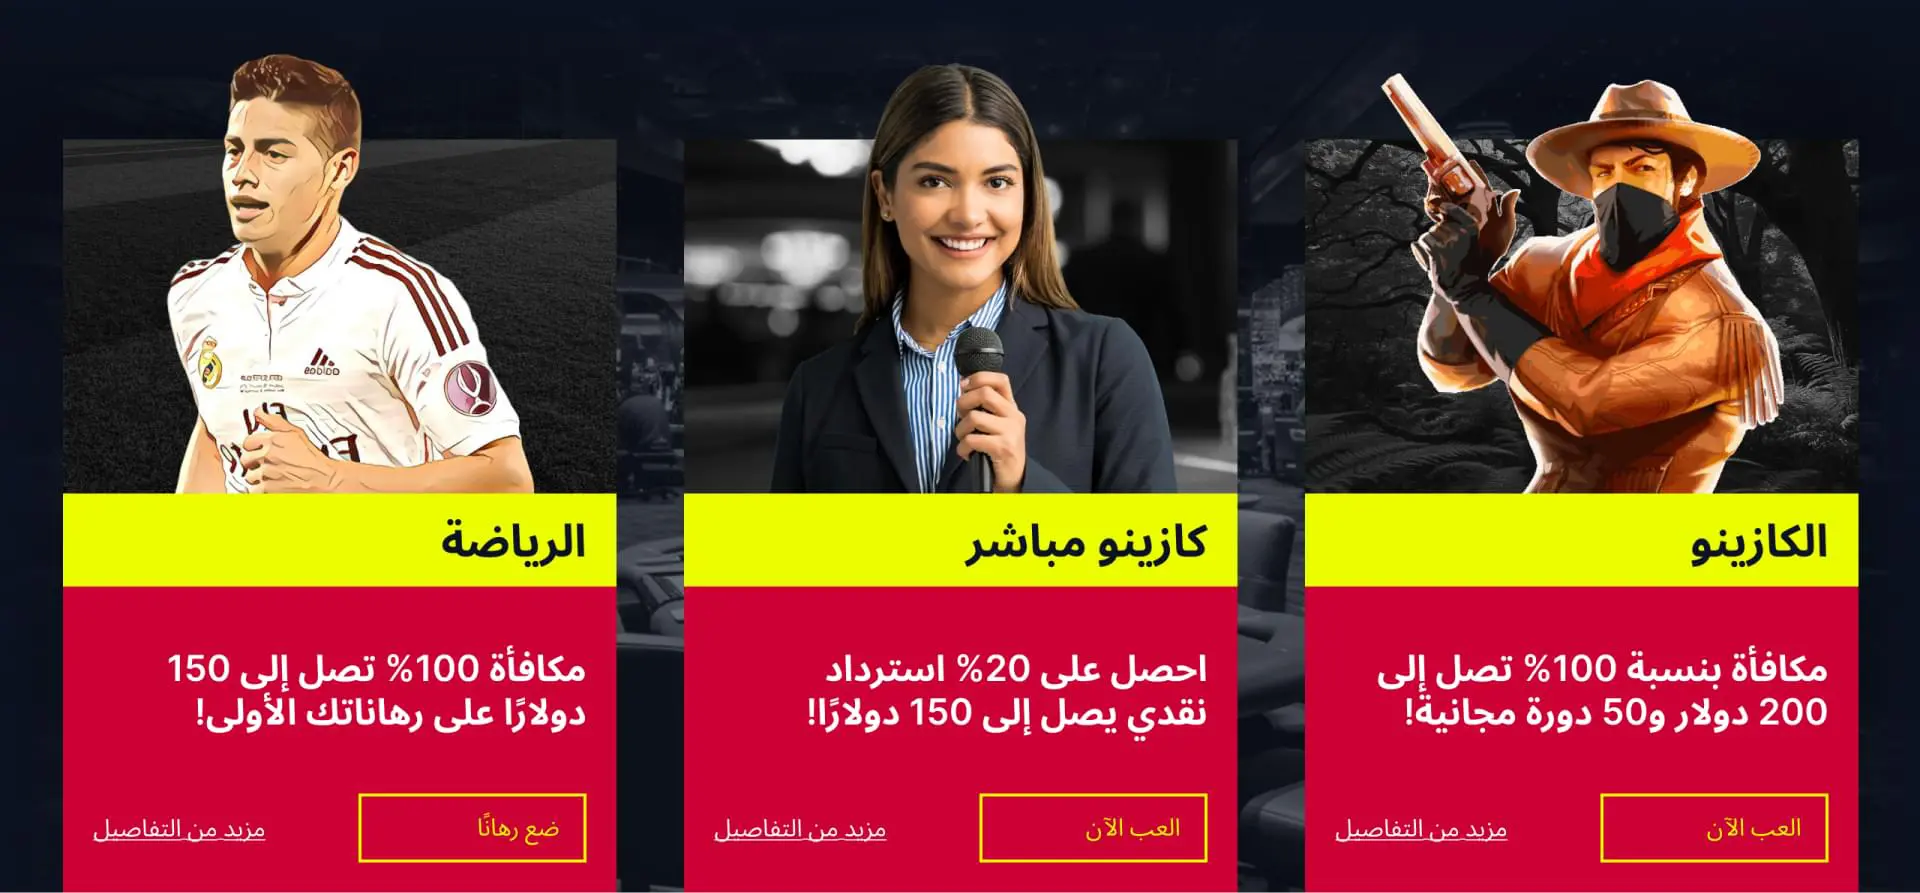 الكازينو
مكافأة بنسبة 100% تصل إلى
200 دولار و50 دورة مجانية!
العب الآن
مزيد من التفاصيل
كازينو مباشر
احصل على 20% استرداد
نقدي يصل إلى 150 دولارًا!
العب الآن
مزيد من التفاصيل
الرياضة
مكافأة 100% تصل إلى 150
دولارًا على رهاناتك الأولى!
ضع رهانًا
مزيد من التفاصيل